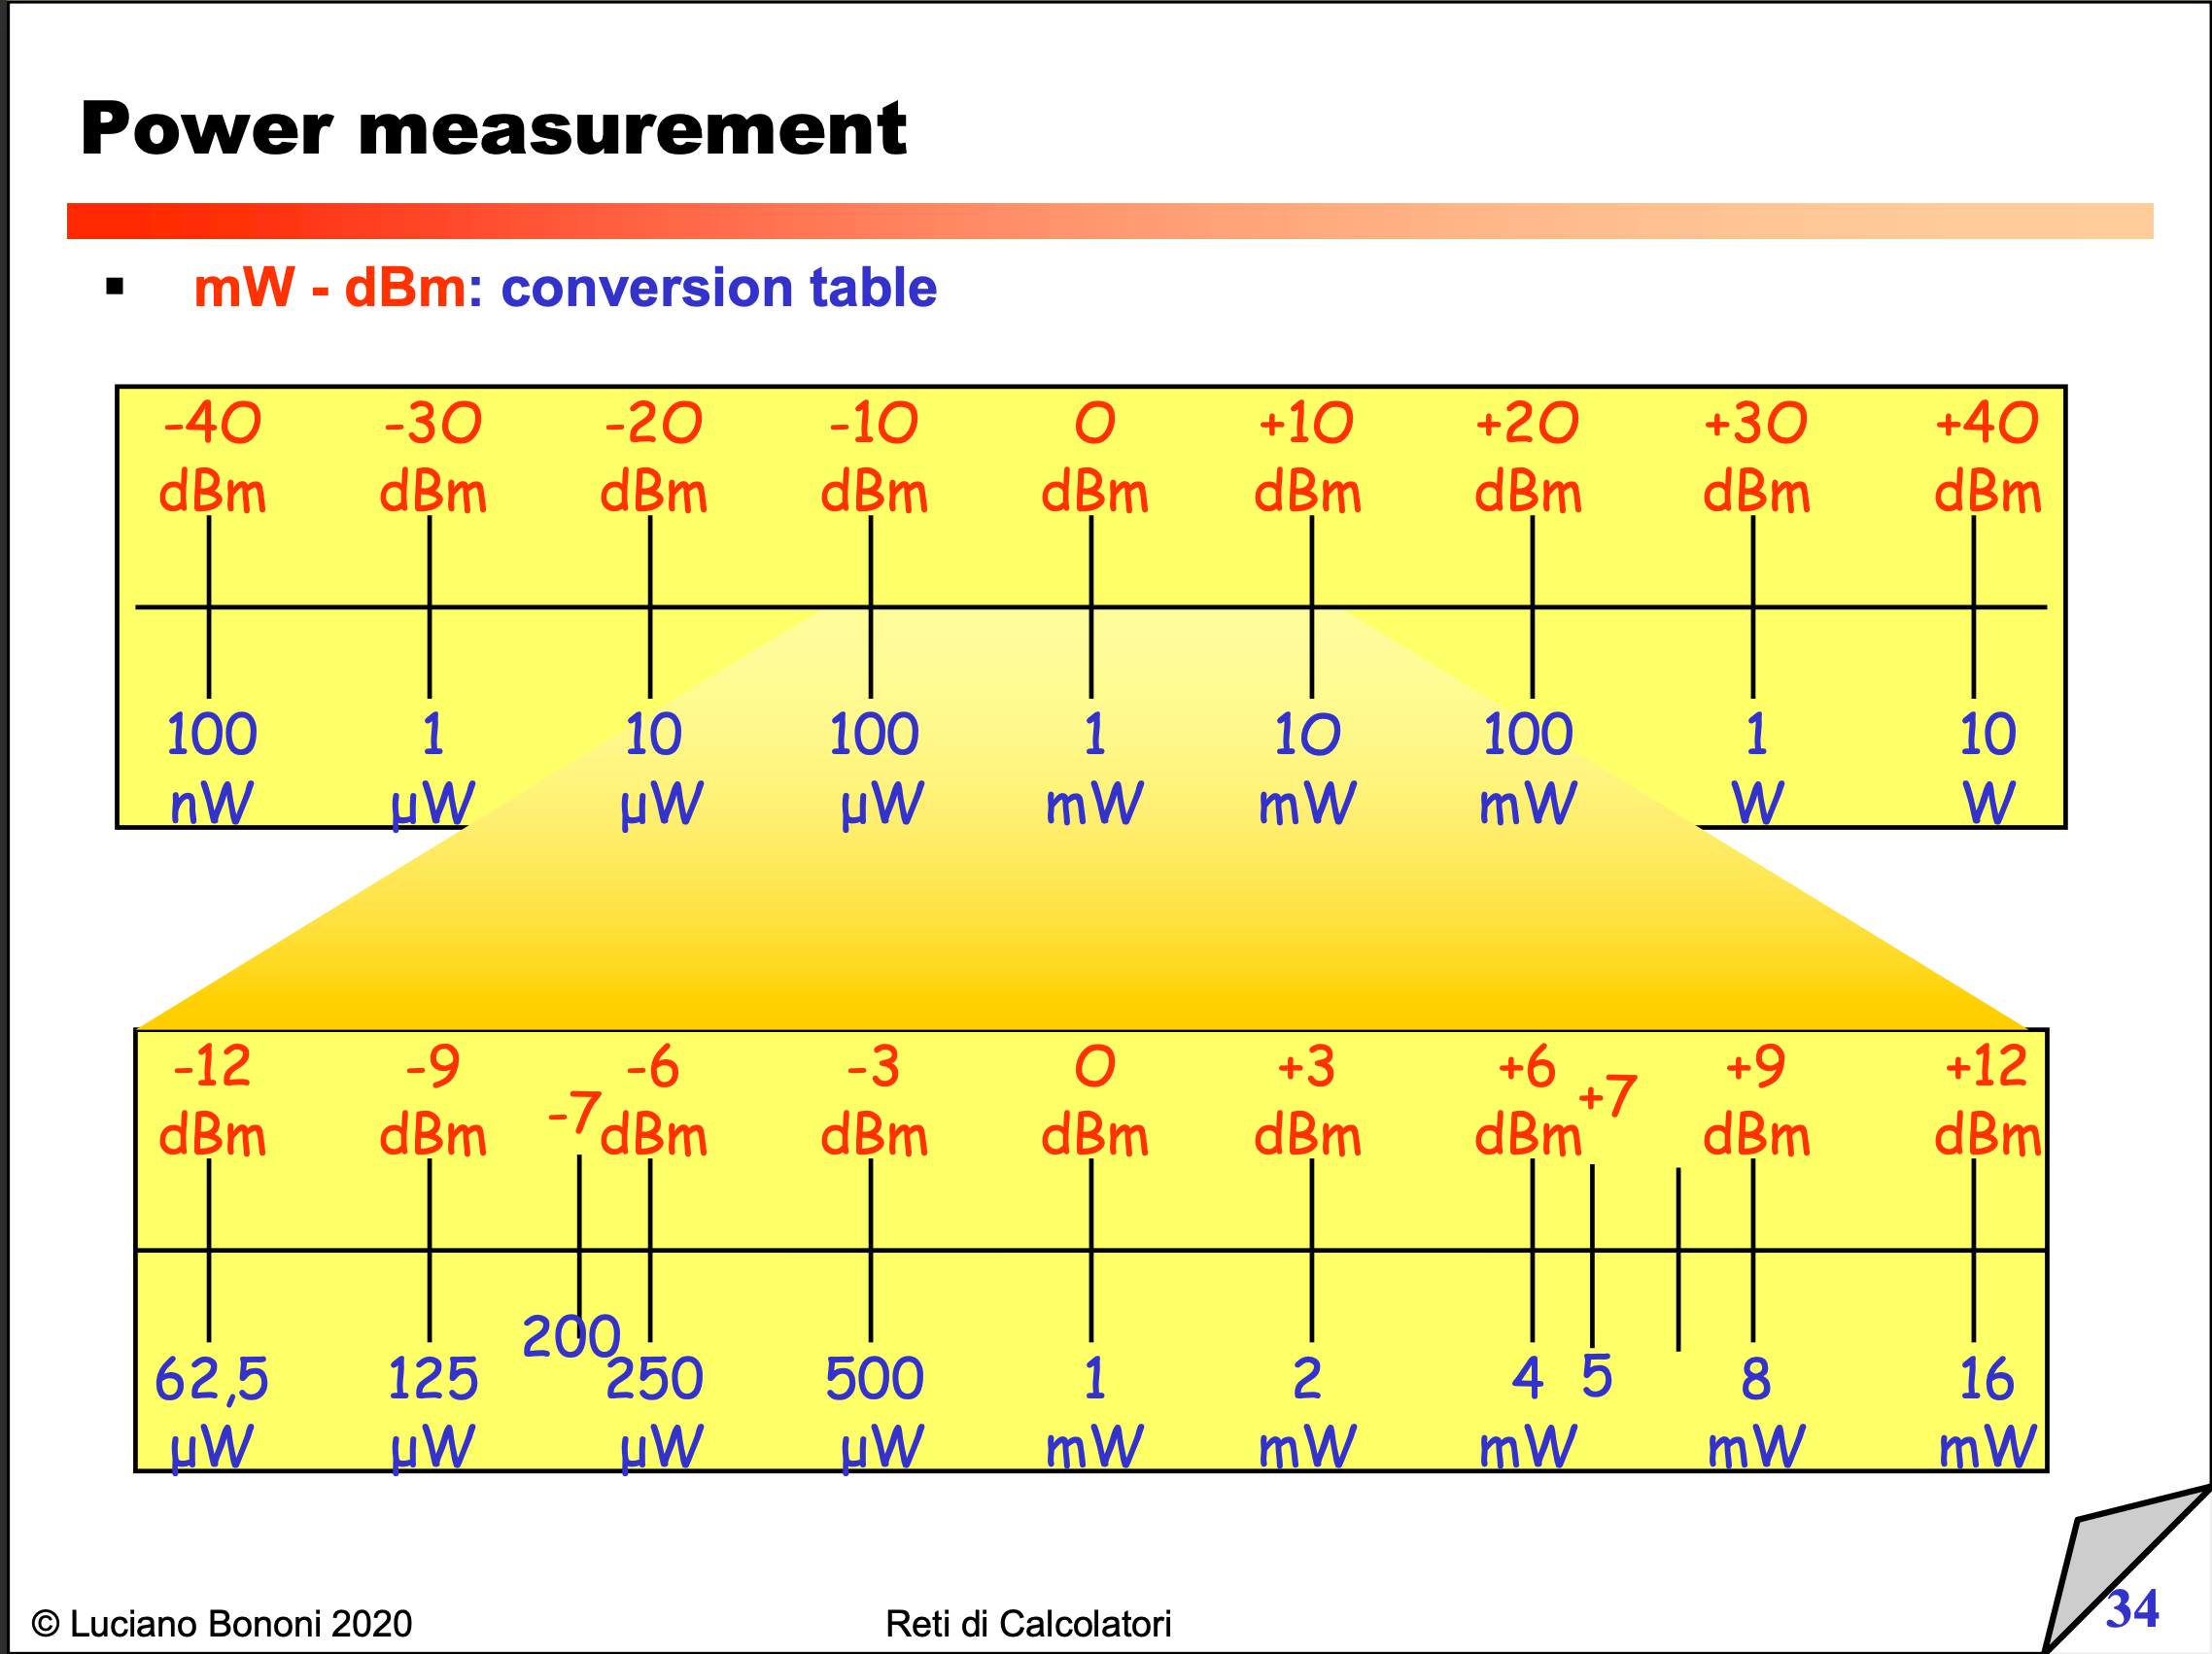 Power measurement
▪ mW - dBm: conversion table
-40 -30 -20 -10 0 +10 +20 +30 +40
dBm dBm dBm dBm dBm dBm dBm dBm dBm
100 1 10 100 1 10 100 1 10
nW µW µW µW mW mW mW W W
-12 -9 -6 -3 0 +3 +6 +9 +12
-7 +7
dBm dBm dBm dBm dBm dBm dBm dBm dBm
200
62,5 125 250 500 1 2 4 5 8 16
µW µW µW µW mW mW mW mW mW
© Luciano Bononi 2020 Reti di Calcolatori 34